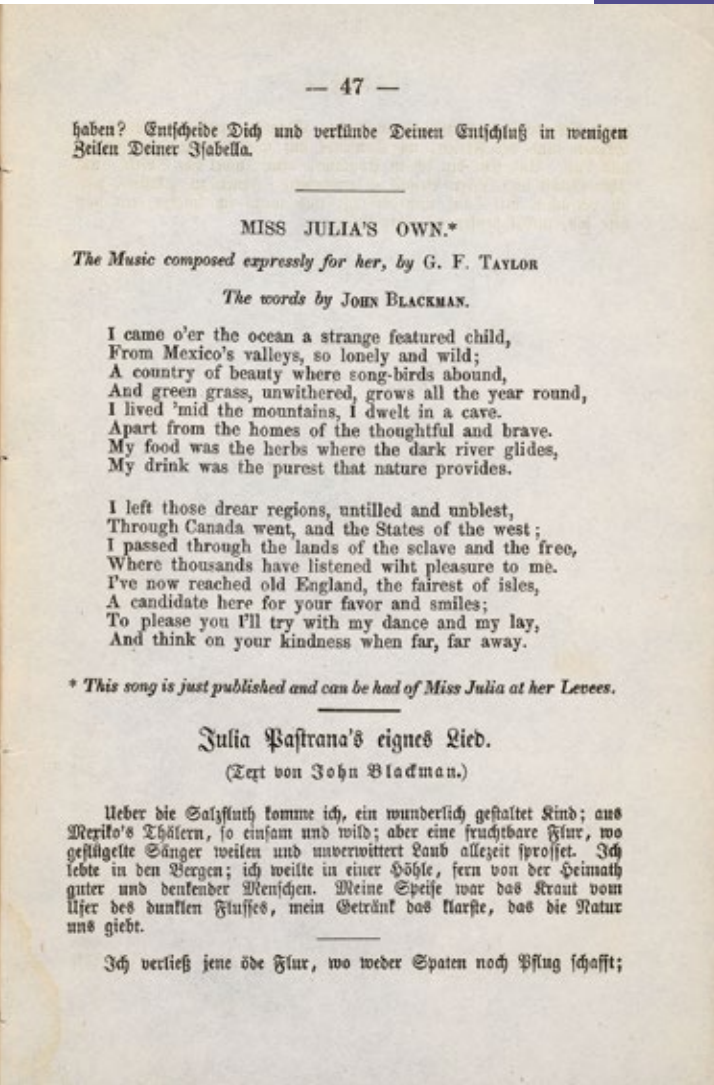 — 47 —
haben? Entscheide Dich und verkünde Deinen Entschluß in wenigen
Zeilen Deiner Isabella.
MISS JULIA'S OWN.*
The Music composed expressly for her, by G. F. TAYLOR
The words by JOHN BLACKMAN.
I came o'er the ocean a strange featured child,
From Mexico's valleys, so lonely and wild;
A country of beauty where song-birds abound,
And green grass, unwithered, grows all the year round,
I lived 'mid the mountains, I dwelt in a cave.
Apart from the homes of the thoughtful and brave.
My food was the herbs where the dark river glides,
My drink was the purest that nature provides.
I left those drear regions, untilled and unblest,
Through Canada went, and the States of the west;
I passed through the lands of the sclave and the free,
Where thousands have listened wiht pleasure to me.
I've now reached old England, the fairest of isles,
A candidate here for your favor and smiles;
To please you I'll try with my dance and my lay,
And think on your kindness when far, far away.
* This song is just published and can be had of Miss Julia at her Levees.
Julia Pastrana's eignes Lied.
(Text von John Blackman.)
Ueber die Salzfluth komme ich, ein wunderlich gestaltet Kind; aus
Mexiko's Thälern, so einsam und wild; aber eine fruchtbare Flur, wo
geflügelte Sänger weilen und unverwittert Laub allezeit sprosset. Ich
lebte in den Bergen; ich weilte in einer Höhle, fern von der Heimath
guter und denkender Menschen. Meine Speise war das Kraut vom
Ufer des dunklen Flusses, mein Getränk das klarste, das die Natur
uns giebt.
Ich verließ jene öde Flur, wo weder Spaten noch Pflug schafft;